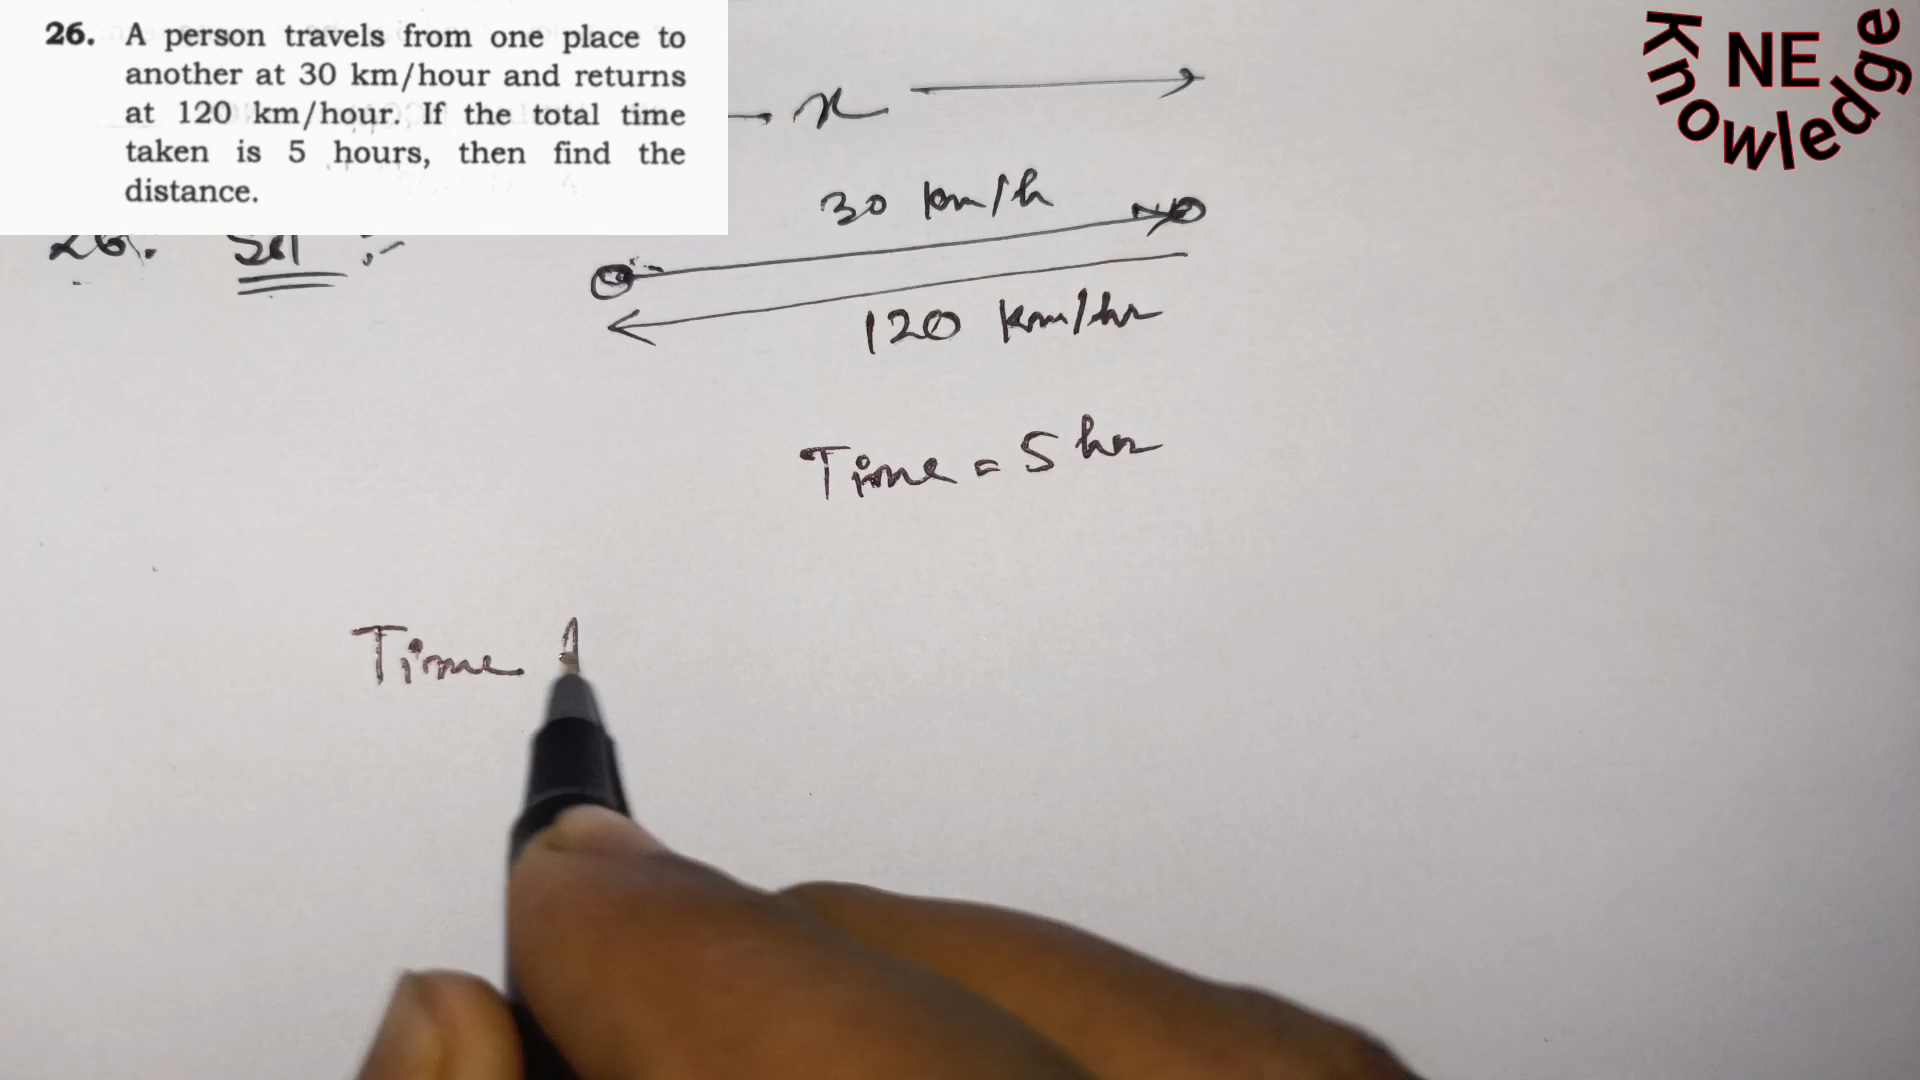 26. A person travels from one place to
another at 30 km/hour and returns
at 120 km/hour. If the total time
taken is 5 hours, then find the
distance.
NE
Knowledge
x
30 km/h
26. Sol :-
120 km/hr
Time = 5 hr
Time 1